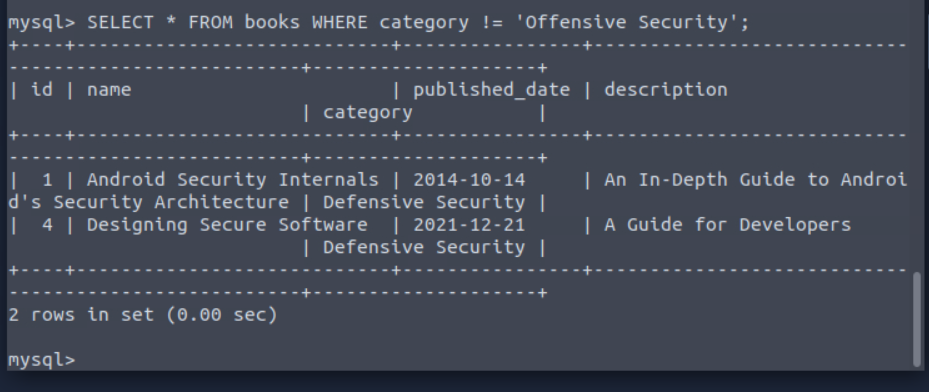 mysql> SELECT * FROM books WHERE category != 'Offensive Security';
+----+----------------------------+----------------+----------------------------
--------------------------+--------------------+
| id | name                       | published_date | description
                          | category           |
+----+----------------------------+----------------+----------------------------
--------------------------+--------------------+
|  1 | Android Security Internals | 2014-10-14     | An In-Depth Guide to Androi
d's Security Architecture | Defensive Security |
|  4 | Designing Secure Software  | 2021-12-21     | A Guide for Developers
                          | Defensive Security |
+----+----------------------------+----------------+----------------------------
--------------------------+--------------------+
2 rows in set (0.00 sec)
mysql>